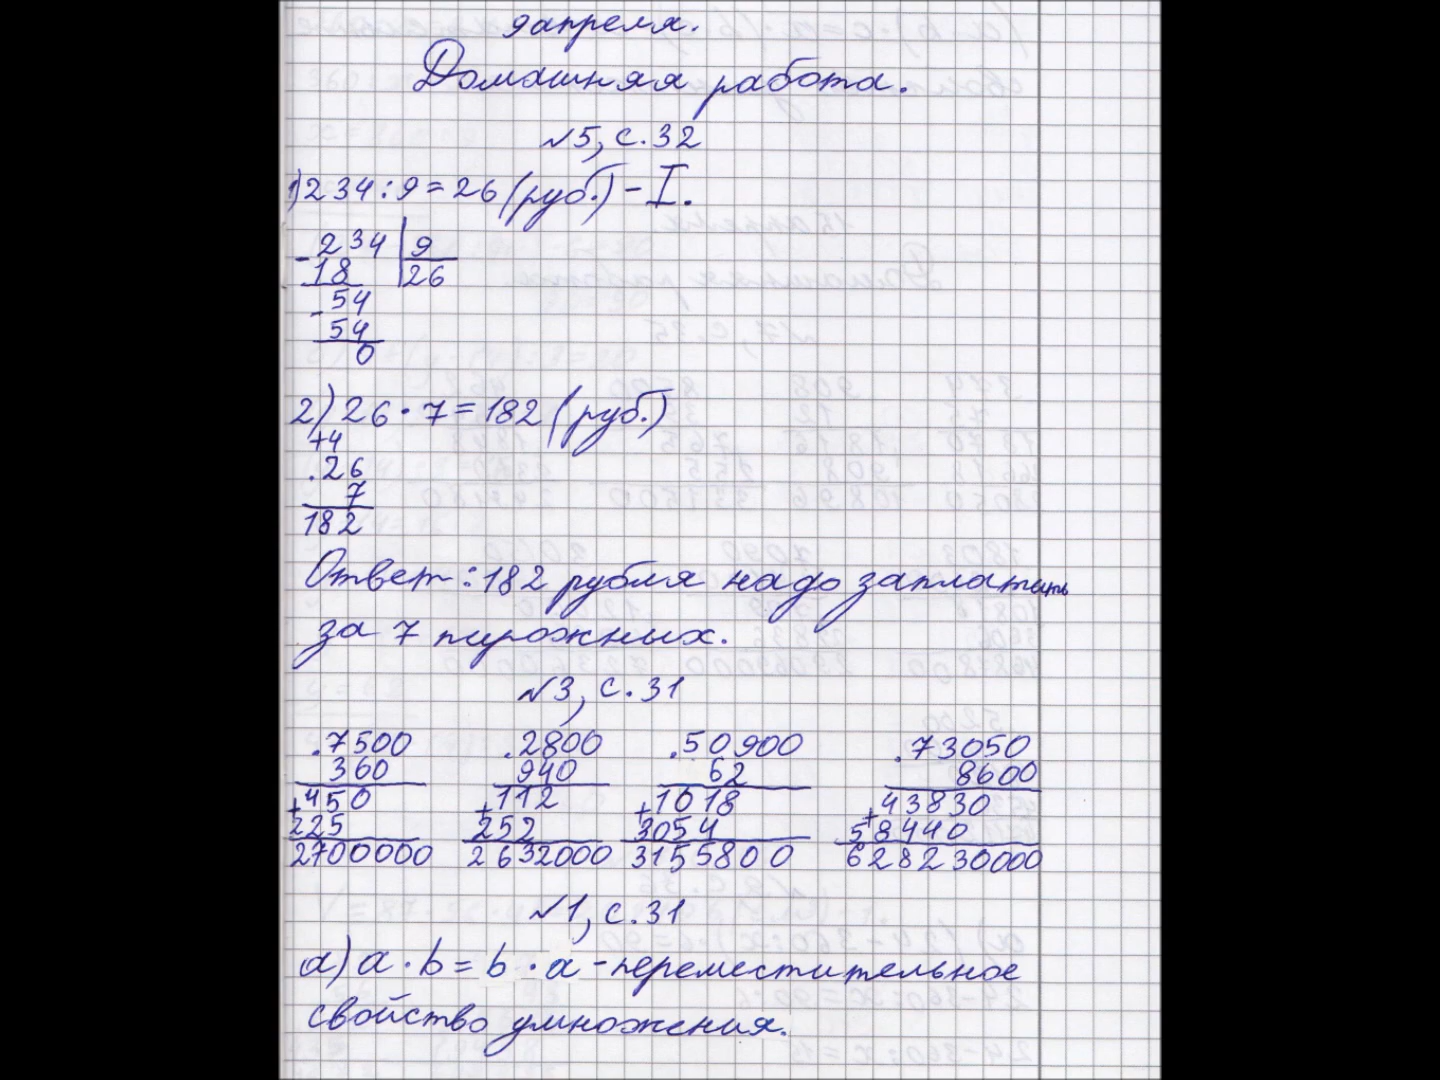 9 апреля.
Домашняя работа.
№5, с.32
1) 234 : 9 = 26 (руб.) - I.
- 234 | 9
18 | 26
- 54
54
0
2) 26 · 7 = 182 (руб.)
+4
. 26
7
182
Ответ: 182 рубля надо заплатить
за 7 пирожных.
№3, с.31
. 7500 . 2800 . 50900 . 73050
360 940 62 8600
+ 450 + 112 + 1018 + 43830
225 252 3054 58440
2700000 2632000 3155800 628230000
№1, с.31
а) a · b = b · a - переместительное
свойство умножения.